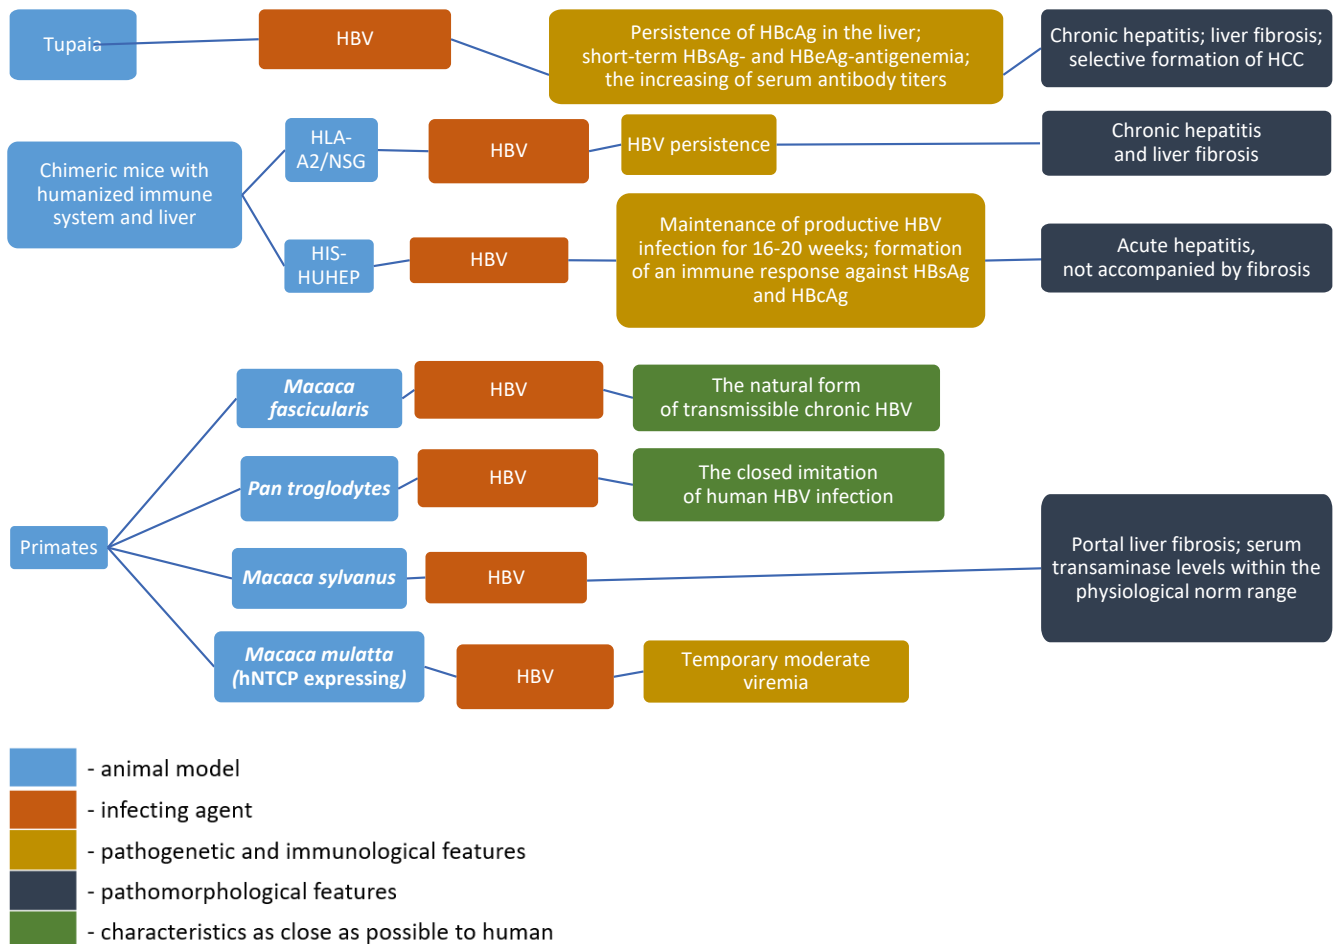 Tupaia
HBV
Persistence of HBcAg in the liver;
short-term HBsAg- and HBeAg-antigenemia;
the increasing of serum antibody titers
Chronic hepatitis; liver fibrosis;
selective formation of HCC
Chimeric mice with
humanized immune
system and liver
HLA-
A2/NSG
HBV
HBV persistence
Chronic hepatitis
and liver fibrosis
HIS-
HUHEP
HBV
Maintenance of productive HBV
infection for 16-20 weeks; formation
of an immune response against HBsAg
and HBcAg
Acute hepatitis,
not accompanied by fibrosis
Primates
Macaca
fascicularis
HBV
The natural form
of transmissible chronic HBV
Pan troglodytes
HBV
The closed imitation
of human HBV infection
Macaca sylvanus
HBV
Portal liver fibrosis; serum
transaminase levels within the
physiological norm range
Macaca mulatta
(hNTCP expressing)
HBV
Temporary moderate
viremia
- animal model
- infecting agent
- pathogenetic and immunological features
- pathomorphological features
- characteristics as close as possible to human